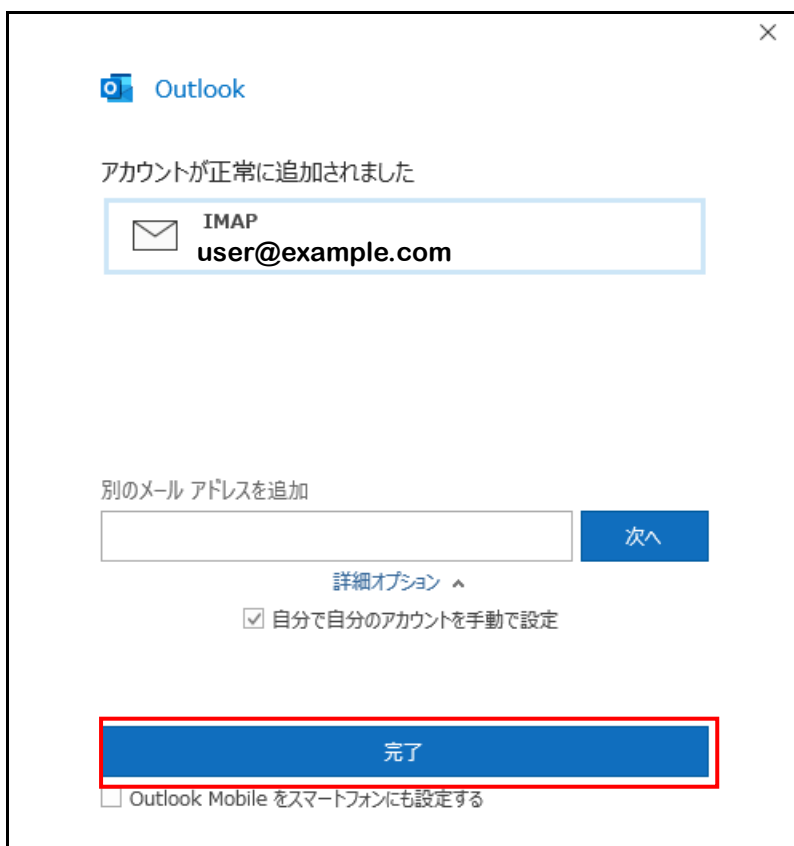 Outlook
アカウントが正常に追加されました
IMAP
user@example.com
別のメール アドレスを追加
次へ
詳細オプション
自分で自分のアカウントを手動で設定
完了
Outlook Mobile をスマートフォンにも設定する